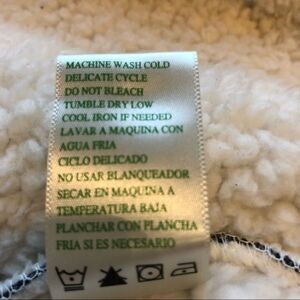 MACHINE WASH COLD
DELICATE CYCLE
DO NOT BLEACH
TUMBLE DRY LOW
COOL IRON IF NEEDED
LAVAR A MAQUINA CON
AGUA FRIA
CICLO DELICADO
NO USAR BLANQUEADOR
SECAR EN MAQUINA A
TEMPERATURA BAJA
PLANCHAR CON PLANCHA
FRIA SI ES NECESARIO